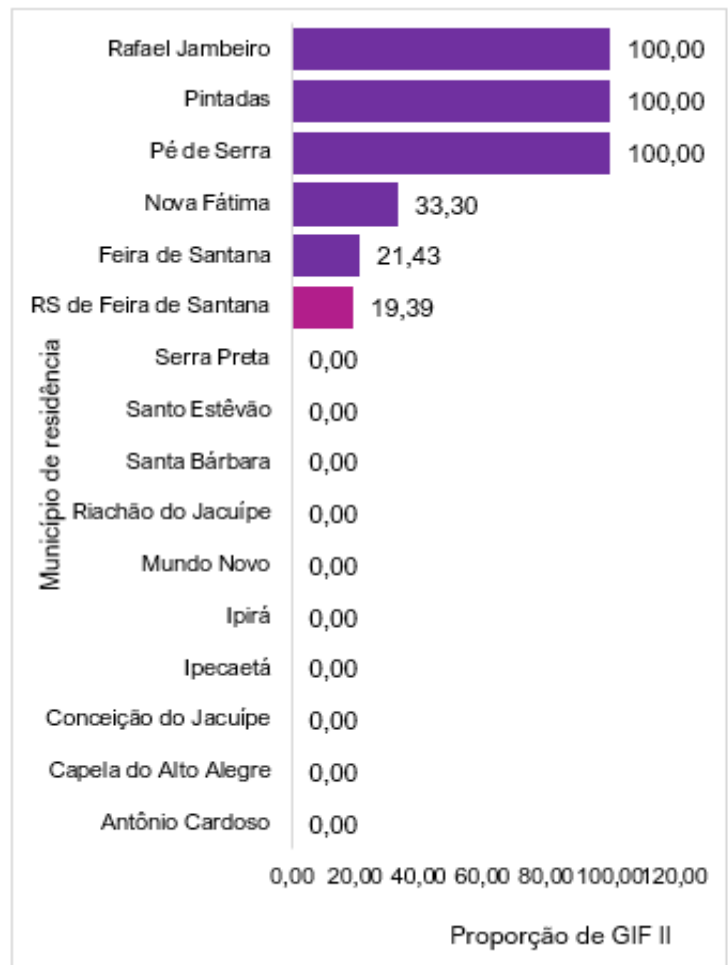 Rafael Jambeiro 100,00
Pintadas 100,00
Pé de Serra 100,00
Nova Fátima 33,30
Feira de Santana 21,43
RS de Feira de Santana 19,39
Serra Preta 0,00
Santo Estêvão 0,00
Santa Bárbara 0,00
Riachão do Jacuípe 0,00
Mundo Novo 0,00
Ipirá 0,00
Ipecaetá 0,00
Conceição do Jacuípe 0,00
Capela do Alto Alegre 0,00
Antônio Cardoso 0,00
Município de residência
0,00 20,00 40,00 60,00 80,00 100,00 120,00
Proporção de GIF II